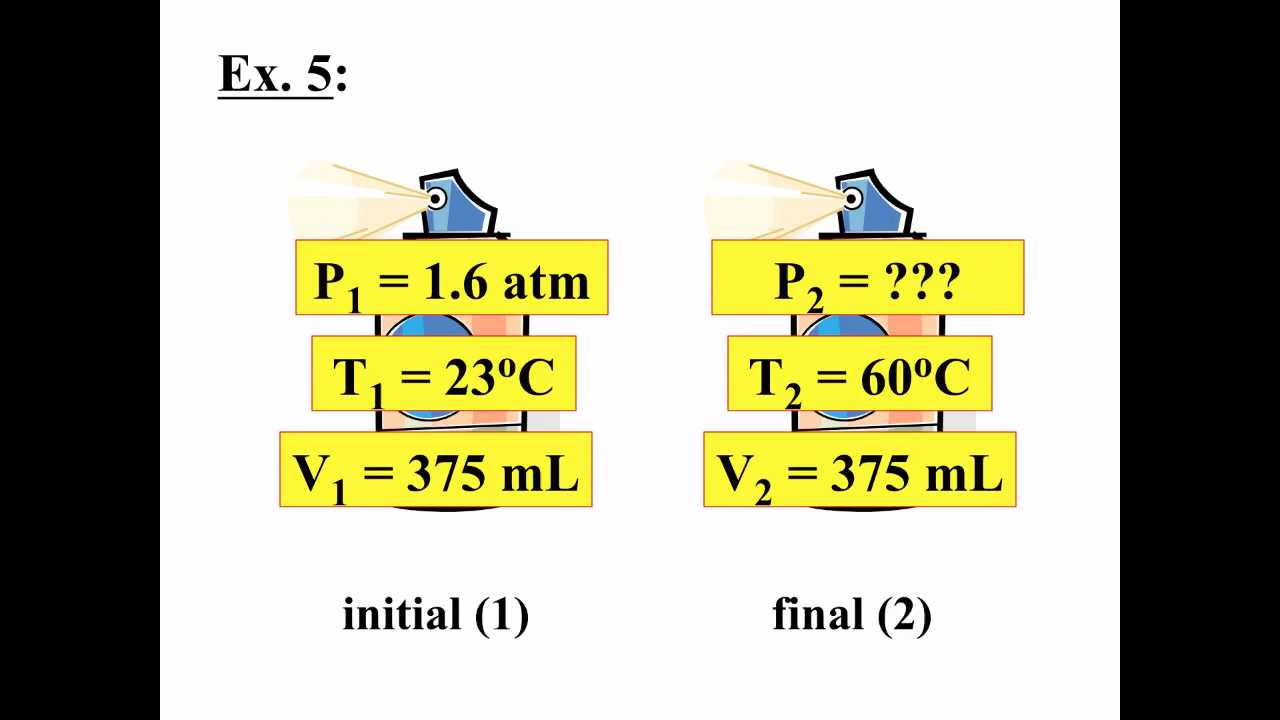 Ex. 5:
P₁ = 1.6 atm
T₁ = 23ºC
V₁ = 375 mL
initial (1)
P₂ = ???
T₂ = 60ºC
V₂ = 375 mL
final (2)